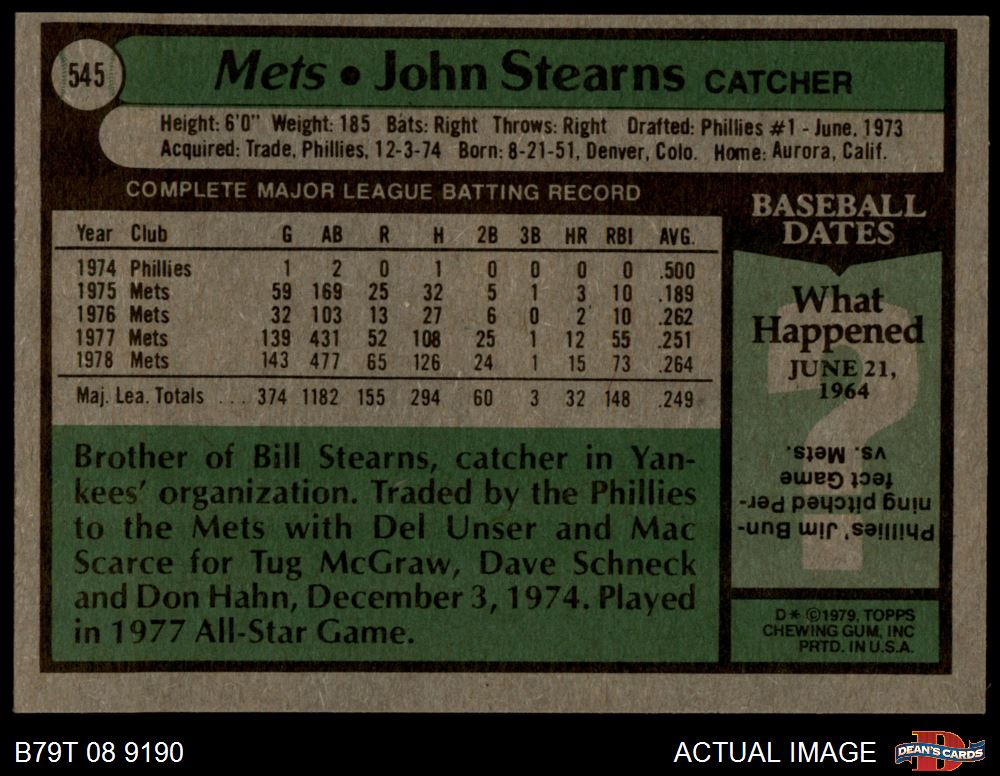 545
Mets • John Stearns CATCHER
Height: 6'0" Weight: 185 Bats: Right Throws: Right Drafted: Phillies #1 - June, 1973
Acquired: Trade, Phillies, 12-3-74 Born: 8-21-51, Denver, Colo. Home: Aurora, Calif.
COMPLETE MAJOR LEAGUE BATTING RECORD
Year Club G AB R H 2B 3B HR RBI AVG.
1974 Phillies 1 2 0 1 0 0 0 0 .500
1975 Mets 59 169 25 32 5 1 3 10 .189
1976 Mets 32 103 13 27 6 0 2 10 .262
1977 Mets 139 431 52 108 25 1 12 55 .251
1978 Mets 143 477 65 126 24 1 15 73 .264
Maj. Lea. Totals ... 374 1182 155 294 60 3 32 148 .249
Brother of Bill Stearns, catcher in Yan-
kees' organization. Traded by the Phillies
to the Mets with Del Unser and Mac
Scarce for Tug McGraw, Dave Schneck
and Don Hahn, December 3, 1974. Played
in 1977 All-Star Game.
BASEBALL
DATES
What
Happened
JUNE 21,
1964
?
Phillies' Jim Bun-
ning pitched Per-
fect Game
vs. Mets.
D* ©1979, TOPPS
CHEWING GUM, INC
PRTD. IN U.S.A.
B79T 08 9190
ACTUAL IMAGE
D
DEAN'S CARDS